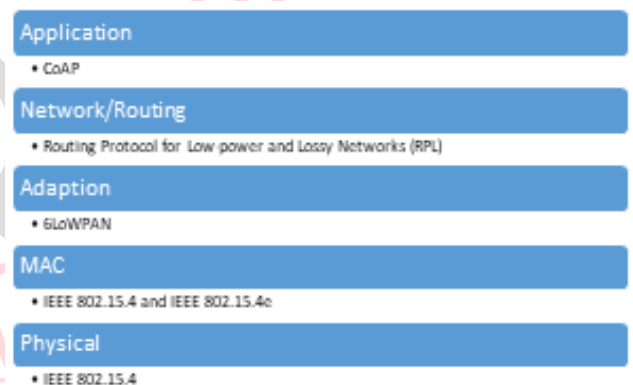 Application
• CoAP
Network/Routing
• Routing Protocol for Low-power and Lossy Networks (RPL)
Adaption
• 6LoWPAN
MAC
• IEEE 802.15.4 and IEEE 802.15.4e
Physical
• IEEE 802.15.4